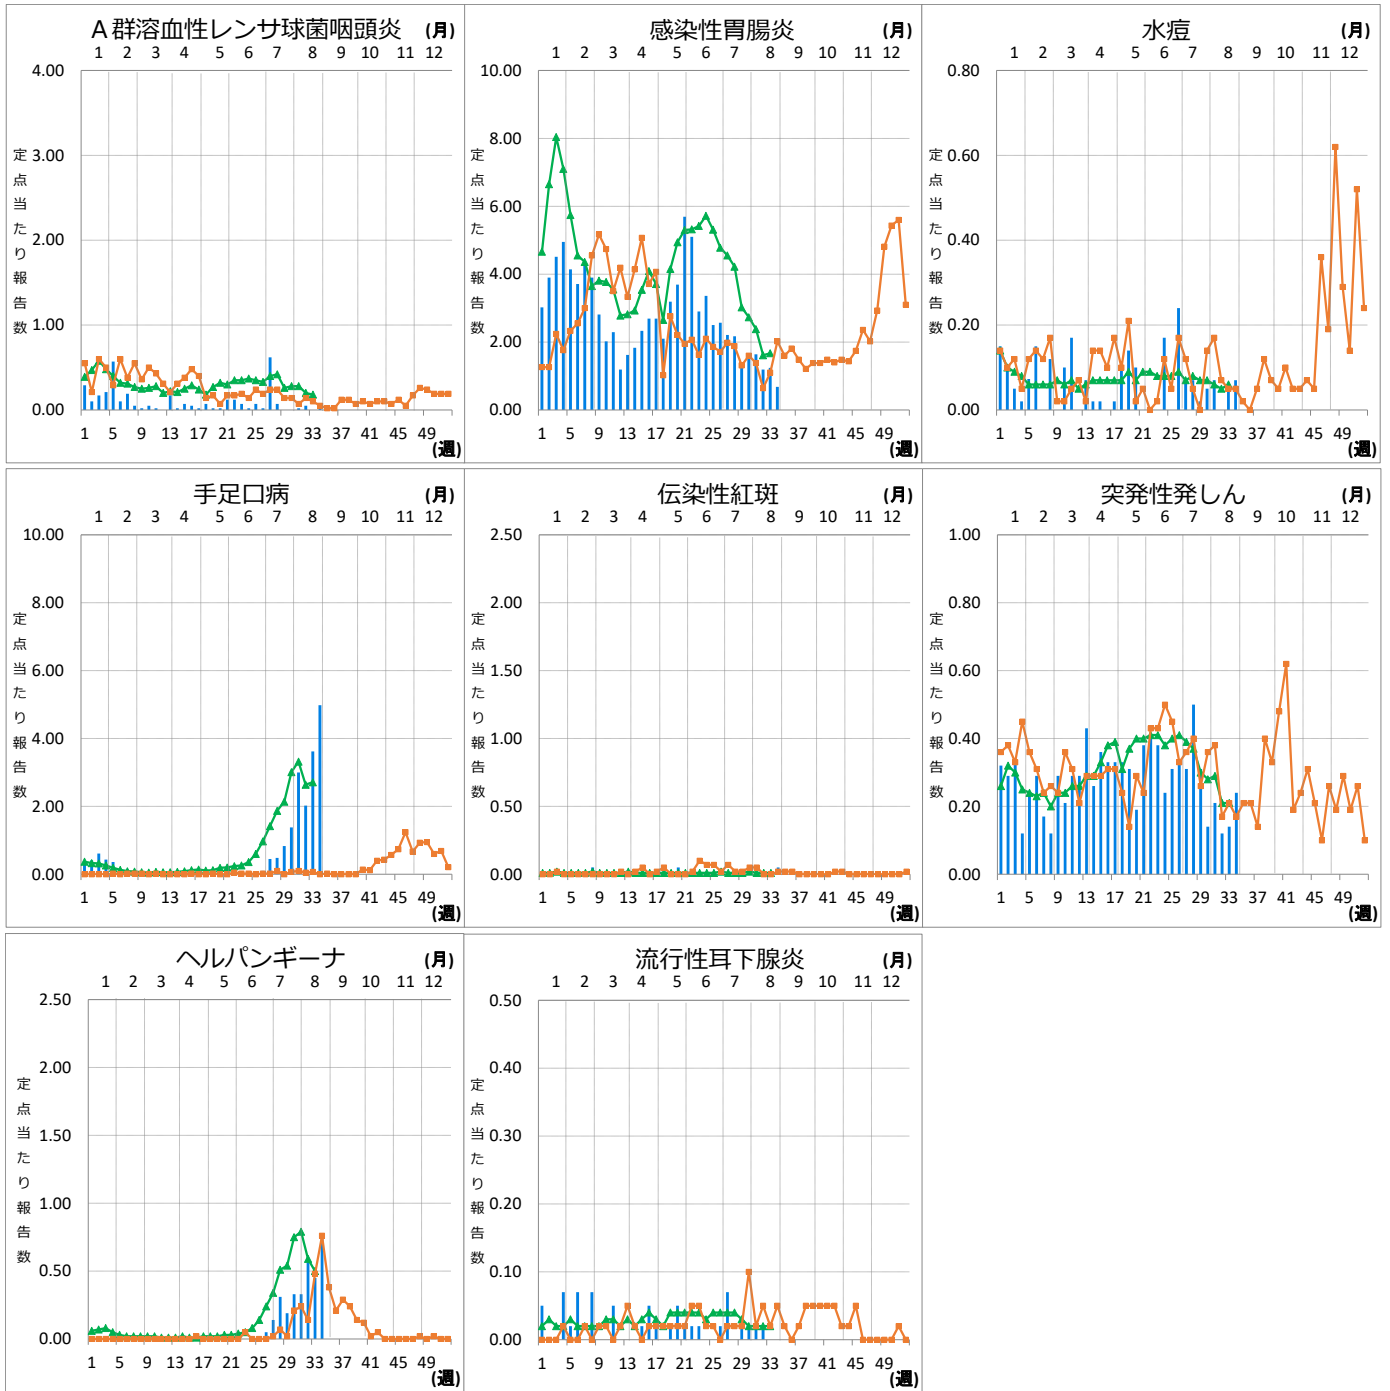 A群溶血性レンサ球菌咽頭炎 (月)
1 2 3 4 5 6 7 8 9 10 11 12
4.00
3.00
2.00
1.00
0.00
定点当たり報告数
1 5 9 13 17 21 25 29 33 37 41 45 49
(週)
感染性胃腸炎 (月)
1 2 3 4 5 6 7 8 9 10 11 12
10.00
8.00
6.00
4.00
2.00
0.00
定点当たり報告数
1 5 9 13 17 21 25 29 33 37 41 45 49
(週)
水痘 (月)
1 2 3 4 5 6 7 8 9 10 11 12
0.80
0.60
0.40
0.20
0.00
定点当たり報告数
1 5 9 13 17 21 25 29 33 37 41 45 49
(週)
手足口病 (月)
1 2 3 4 5 6 7 8 9 10 11 12
10.00
8.00
6.00
4.00
2.00
0.00
定点当たり報告数
1 5 9 13 17 21 25 29 33 37 41 45 49
(週)
伝染性紅斑 (月)
1 2 3 4 5 6 7 8 9 10 11 12
2.50
2.00
1.50
1.00
0.50
0.00
定点当たり報告数
1 5 9 13 17 21 25 29 33 37 41 45 49
(週)
突発性発しん (月)
1 2 3 4 5 6 7 8 9 10 11 12
1.00
0.80
0.60
0.40
0.20
0.00
定点当たり報告数
1 5 9 13 17 21 25 29 33 37 41 45 49
(週)
ヘルパンギーナ (月)
1 2 3 4 5 6 7 8 9 10 11 12
2.50
2.00
1.50
1.00
0.50
0.00
定点当たり報告数
1 5 9 13 17 21 25 29 33 37 41 45 49
(週)
流行性耳下腺炎 (月)
1 2 3 4 5 6 7 8 9 10 11 12
0.50
0.40
0.30
0.20
0.10
0.00
定点当たり報告数
1 5 9 13 17 21 25 29 33 37 41 45 49
(週)